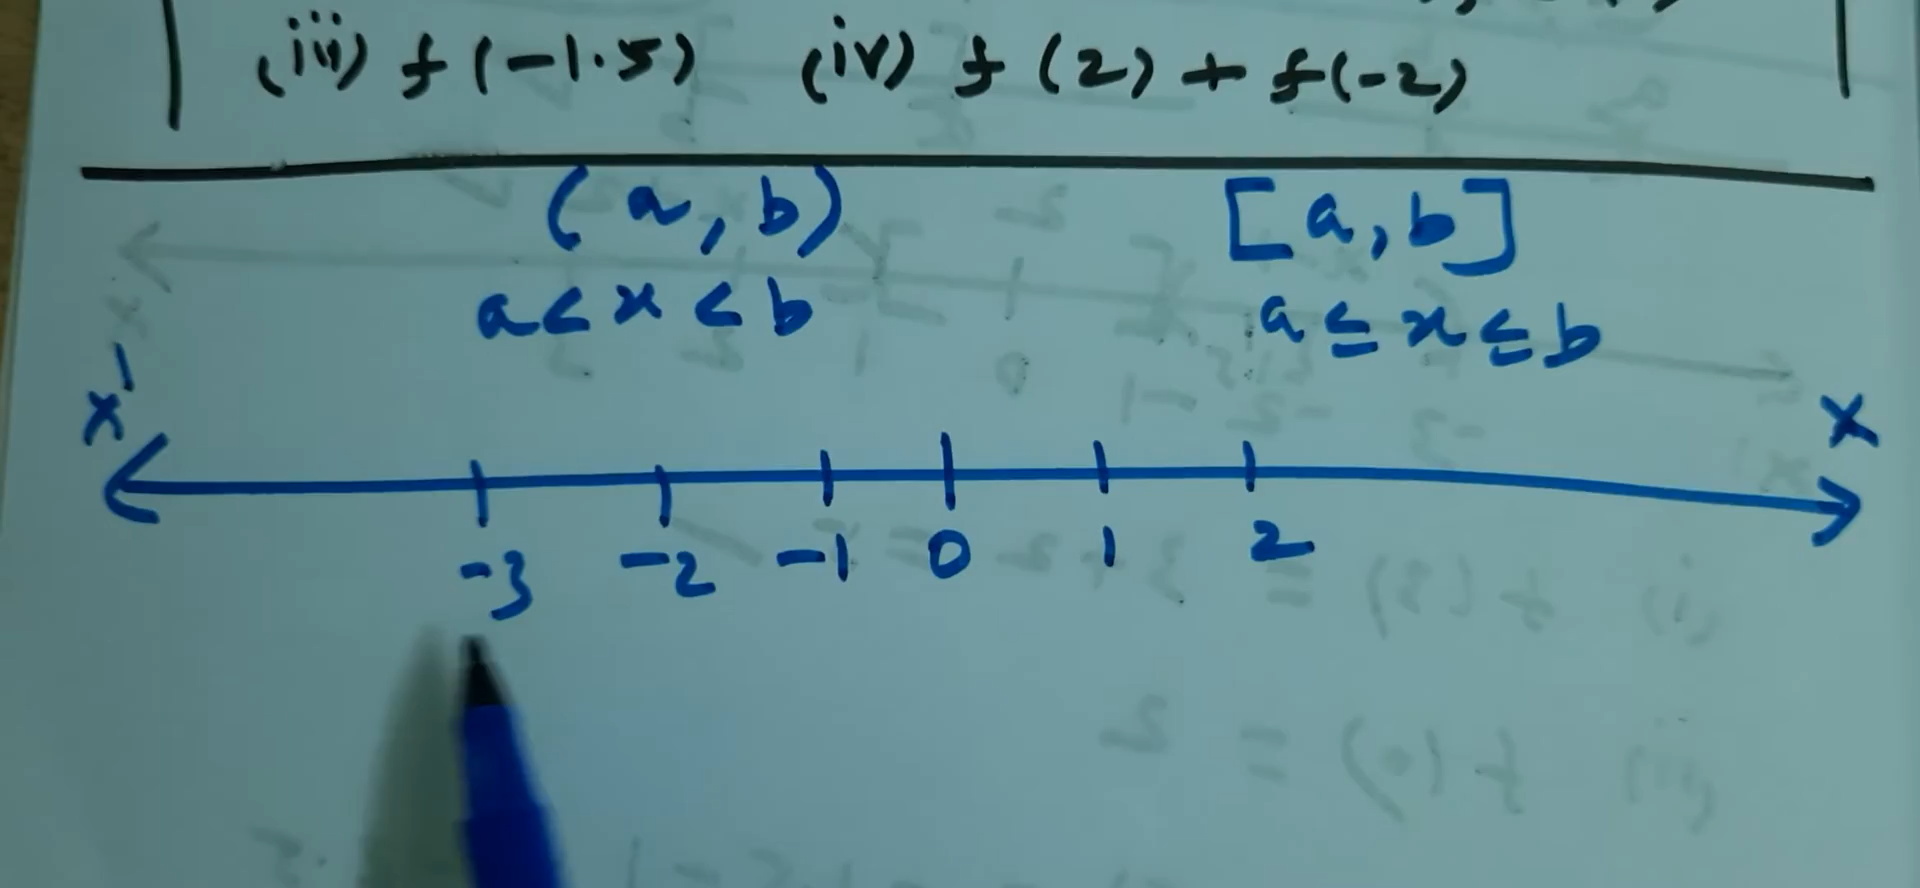 (iii) f(-1.5) (iv) f(2) + f(-2)
(a, b) [a, b]
a < x < b a ≤ x ≤ b
x' x
-3 -2 -1 0 1 2